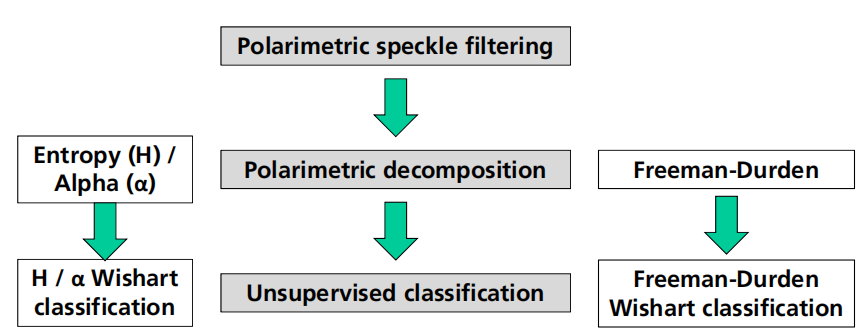 Polarimetric speckle filtering
Entropy (H) /
Alpha (α)
Polarimetric decomposition
Freeman-Durden
H / α Wishart
classification
Unsupervised classification
Freeman-Durden
Wishart classification